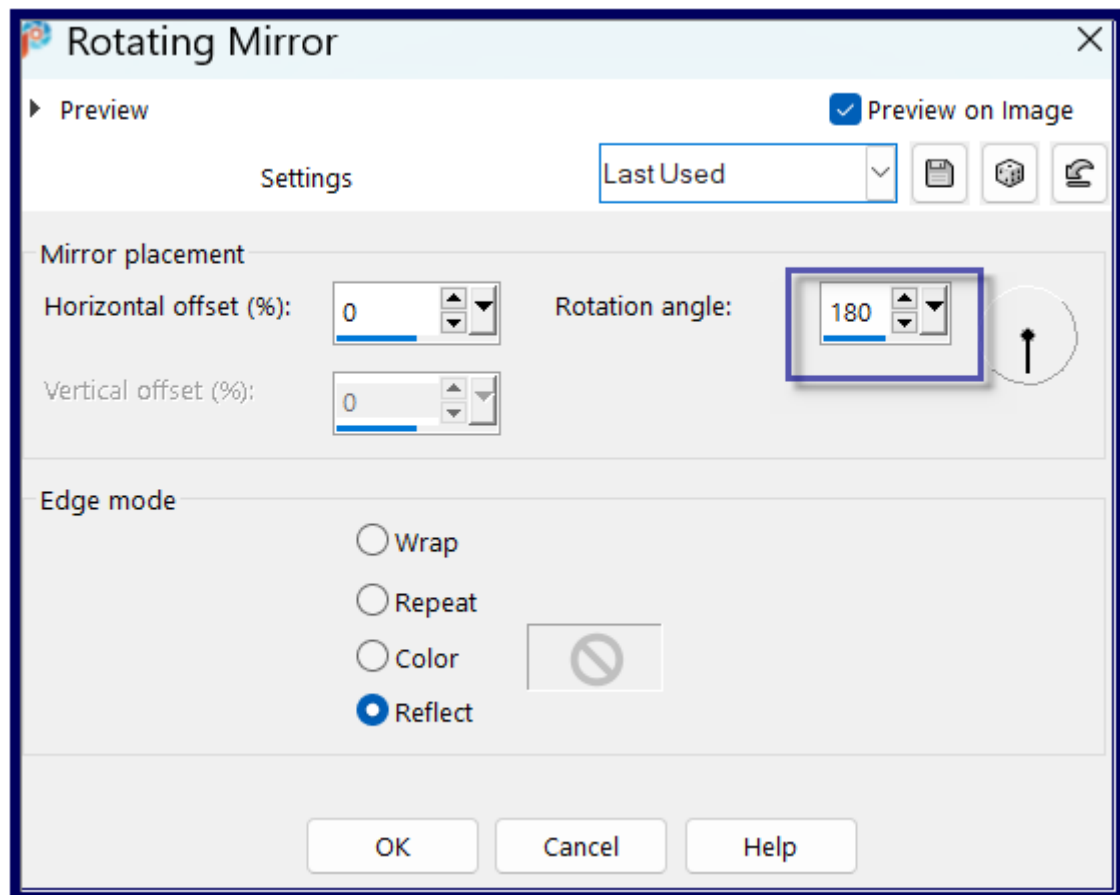 Rotating Mirror
Preview
Preview on Image
Settings
Last Used
Mirror placement
Horizontal offset (%): 0
Rotation angle: 180
Vertical offset (%): 0
Edge mode
Wrap
Repeat
Color
Reflect
OK Cancel Help